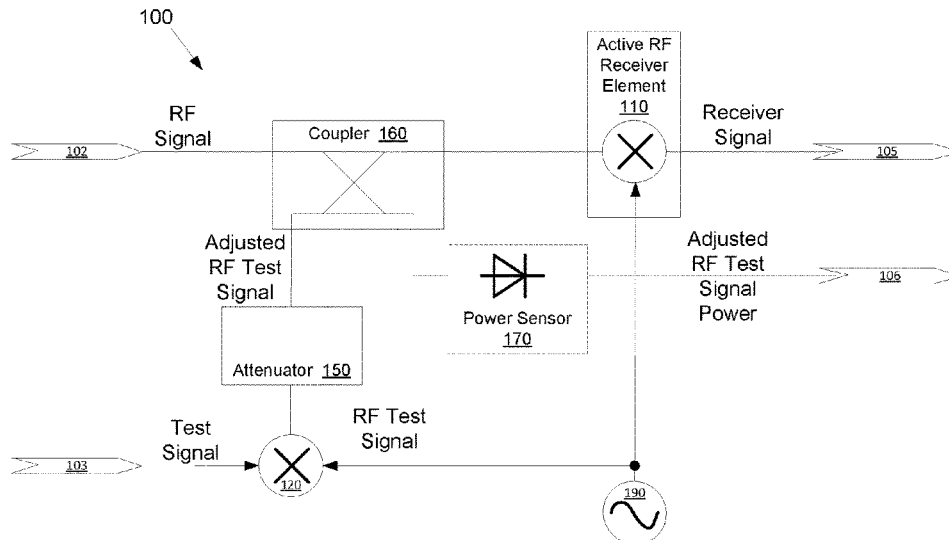 100
RF
Signal
102
Coupler 160
Active RF
Receiver
Element
110
Receiver
Signal
105
Adjusted
RF Test
Signal
Power Sensor
170
Adjusted
RF Test
Signal
Power
106
Attenuator 150
Test
Signal
103
120
RF Test
Signal
190